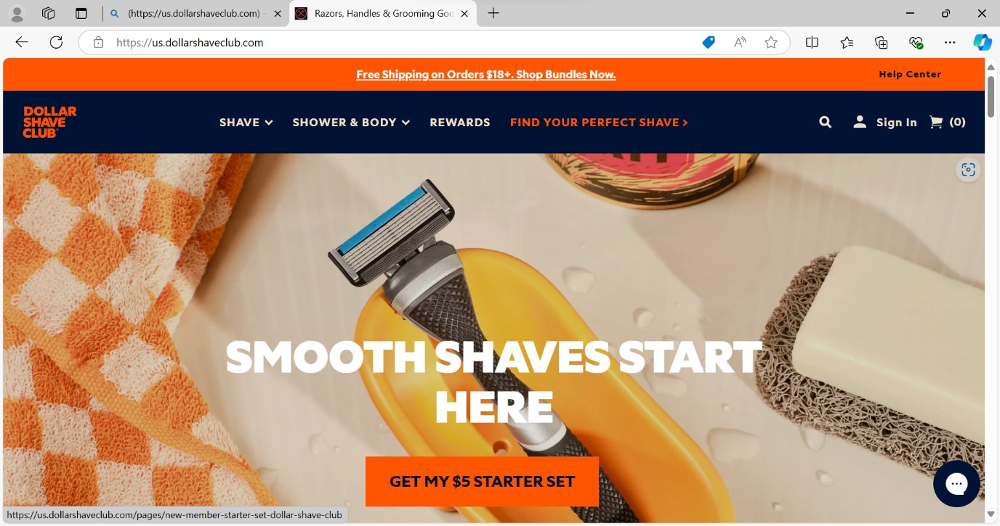 (https://us.dollarshaveclub.com)
Razors, Handles & Grooming Goo
https://us.dollarshaveclub.com
Free Shipping on Orders $18+. Shop Bundles Now.
Help Center
DOLLAR
SHAVE
CLUB
SHAVE
SHOWER & BODY
REWARDS
FIND YOUR PERFECT SHAVE >
Sign In
(0)
SMOOTH SHAVES START
HERE
GET MY $5 STARTER SET
https://us.dollarshaveclub.com/pages/new-member-starter-set-dollar-shave-club